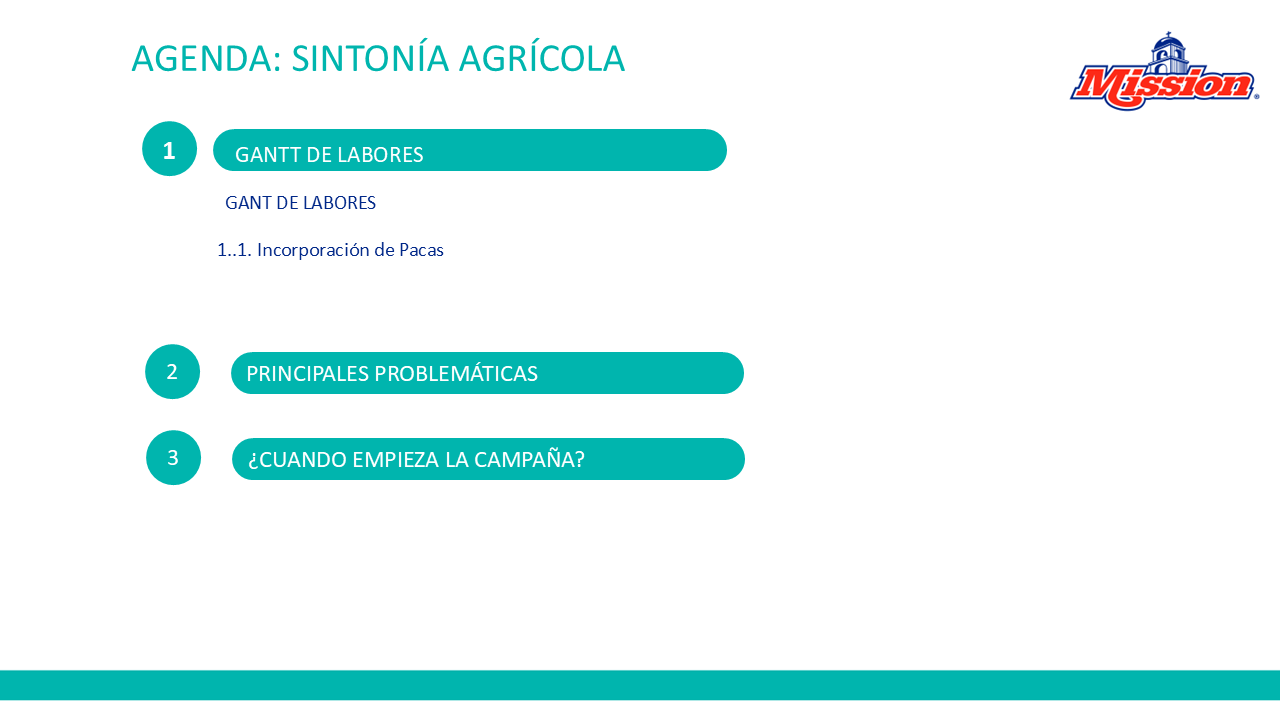 AGENDA: SINTONÍA AGRÍCOLA
Mission®
1
GANTT DE LABORES
GANT DE LABORES
1..1. Incorporación de Pacas
2
PRINCIPALES PROBLEMÁTICAS
3
¿CUANDO EMPIEZA LA CAMPAÑA?